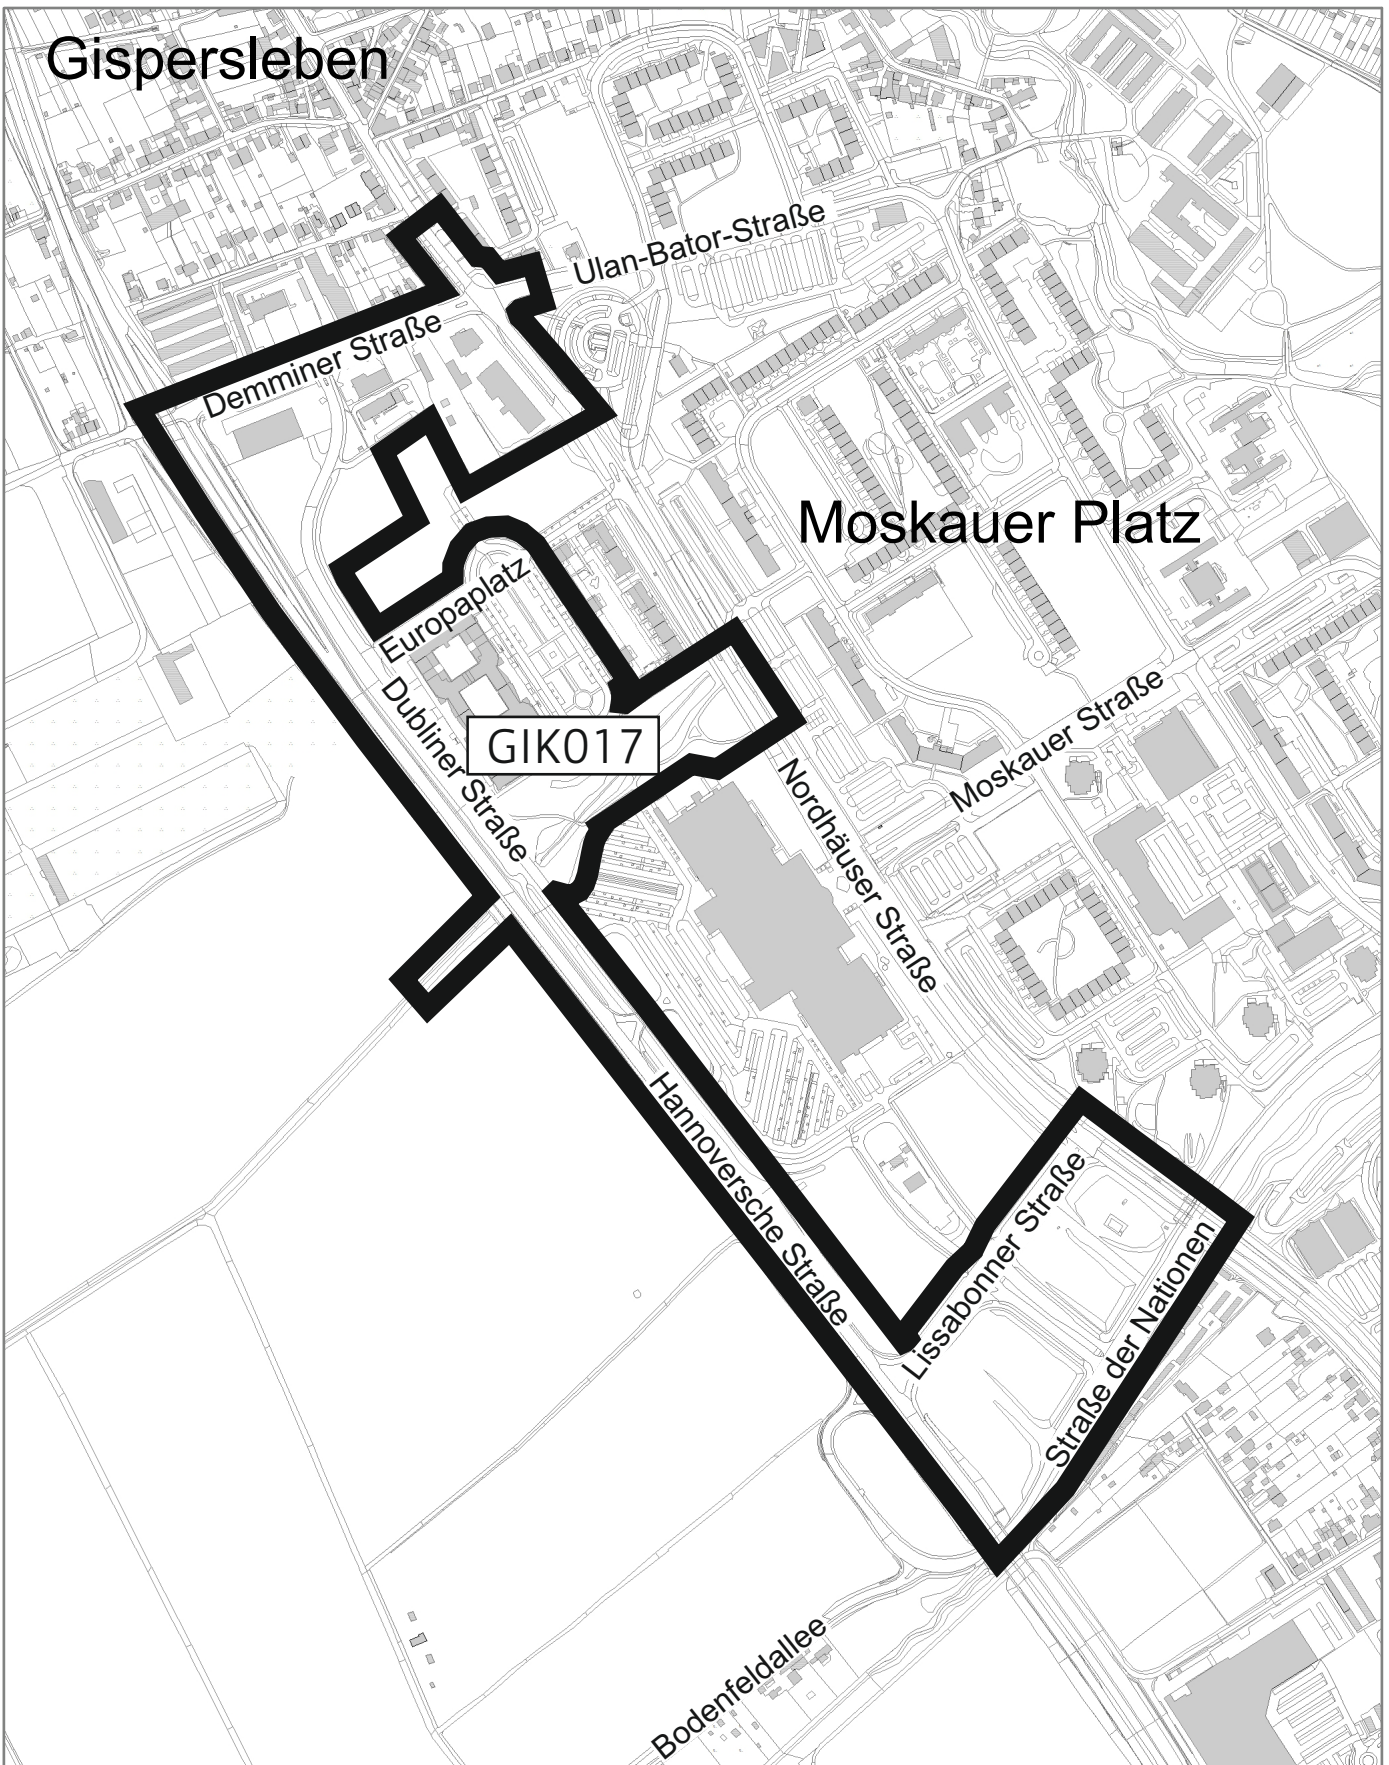 Gispersleben
Ulan-Bator-Straße
Demminer Straße
Moskauer Platz
Europaplatz
Dubliner Straße
GIK017
Moskauer Straße
Nordhäuser Straße
Hannoversche Straße
Lissabonner Straße
Straße der Nationen
Bodenfeldallee